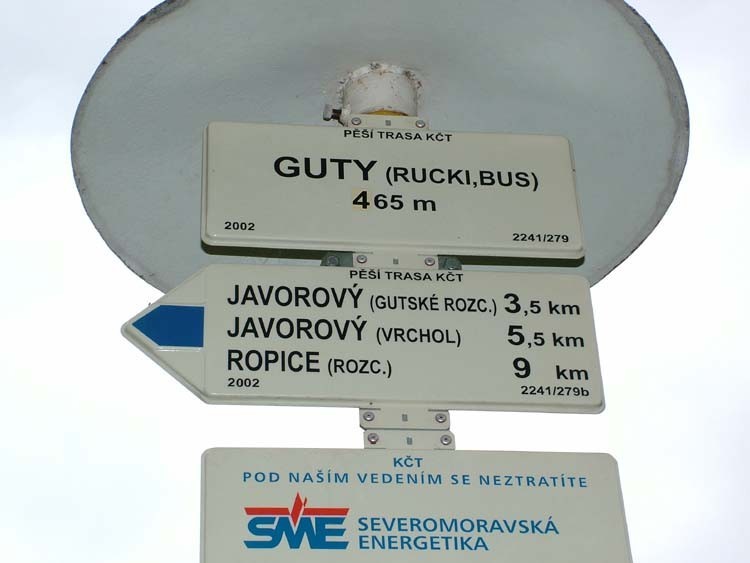 PĚŠÍ TRASA KČT
GUTY (RUCKI,BUS)
465 m
2002 2241/279
PĚŠÍ TRASA KČT
JAVOROVÝ (GUTSKÉ ROZC.) 3,5 km
JAVOROVÝ (VRCHOL) 5,5 km
ROPICE (ROZC.) 9 km
2002 2241/279b
KČT
POD NAŠÍM VEDENÍM SE NEZTRATÍTE
SME SEVEROMORAVSKÁ
ENERGETIKA